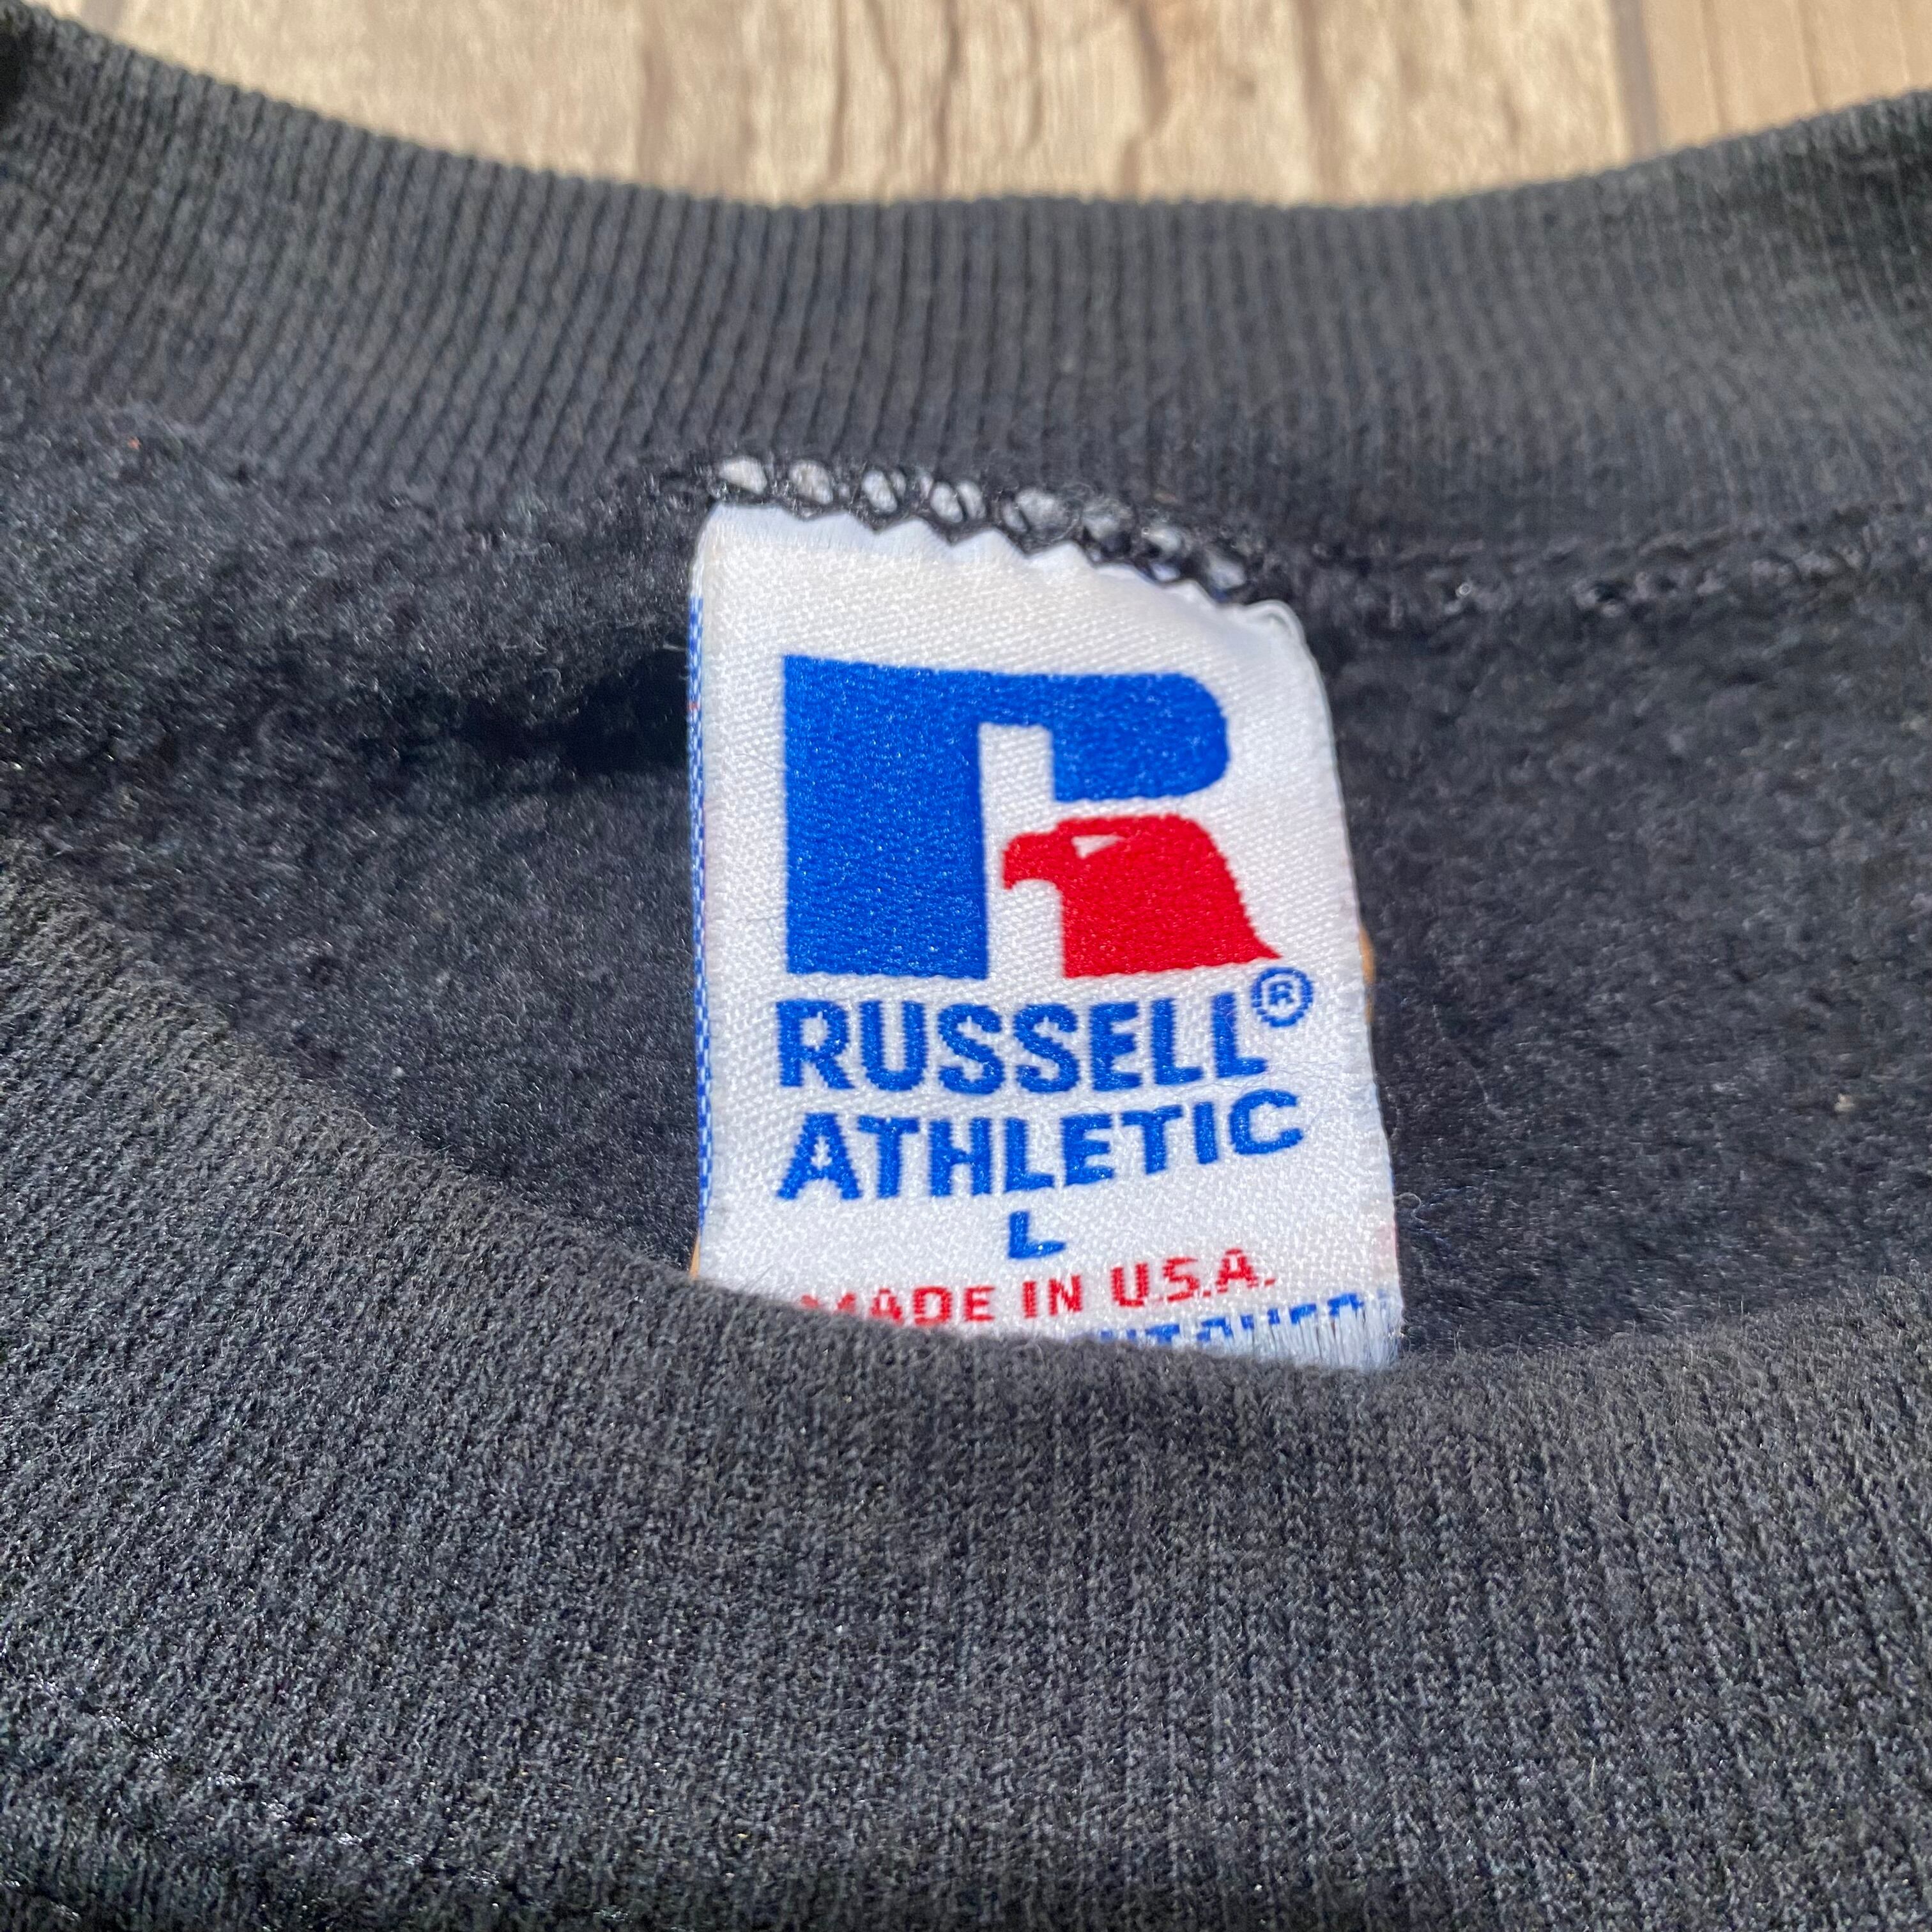 RUSSELL®
ATHLETIC
L
MADE IN U.S.A.